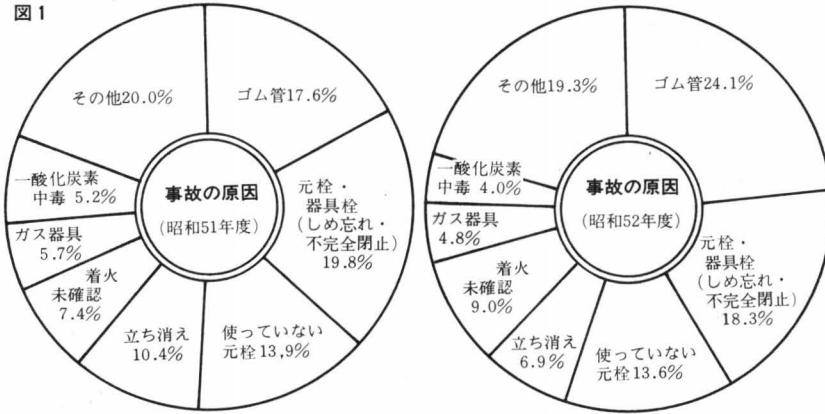 図1
その他20.0%
ゴム管17.6%
一酸化炭素
中毒 5.2%
事故の原因
(昭和51年度)
元栓・
器具栓
(しめ忘れ・
不完全閉止)
19.8%
ガス器具
5.7%
着火
未確認
7.4%
立ち消え
10.4%
使っていない
元栓13,9%
その他19.3%
ゴム管24.1%
一酸化炭素
中毒 4.0%
事故の原因
(昭和52年度)
ガス器具
4.8%
元栓・
器具栓
(しめ忘れ・
不完全閉止)
18.3%
着火
未確認
9.0%
立ち消え
6.9%
使っていない
元栓13.6%